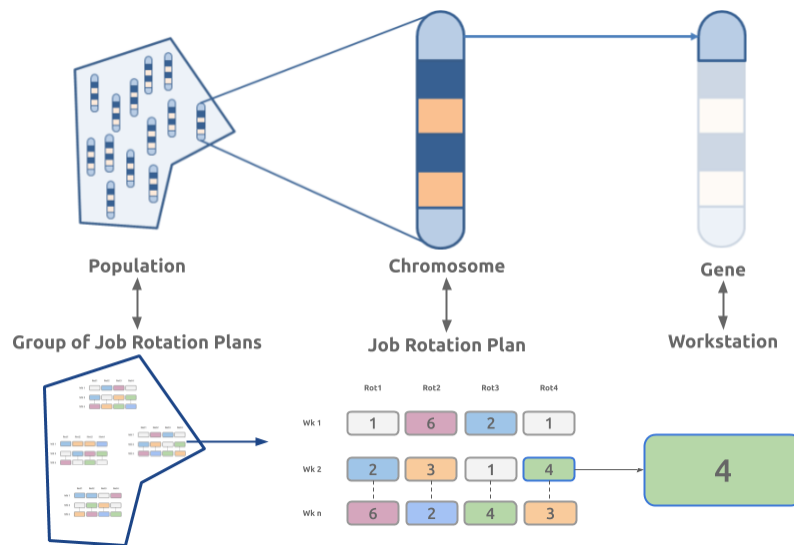 Population
Chromosome
Gene
Group of Job Rotation Plans
Job Rotation Plan
Workstation
Rot1 Rot2 Rot3 Rot4
Wk 1 1 6 2 1
Wk 2 2 3 1 4
Wk n 6 2 4 3
4